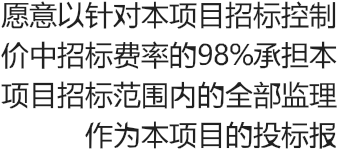 愿意以针对本项目招标控制
价中招标费率的98%承担本
项目招标范围内的全部监理
作为本项目的投标报